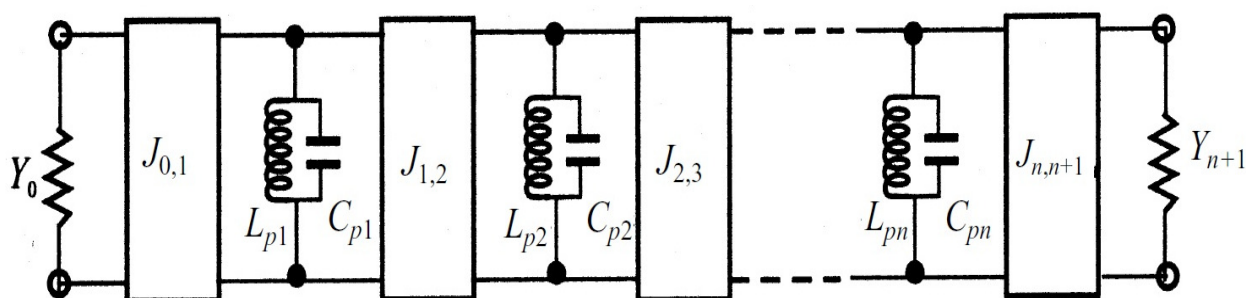 Y₀ J₀,₁ J₁,₂ J₂,₃ Jₙ,ₙ₊₁ Yₙ₊₁
Lₚ₁ Cₚ₁ Lₚ₂ Cₚ₂ Lₚₙ Cₚₙ